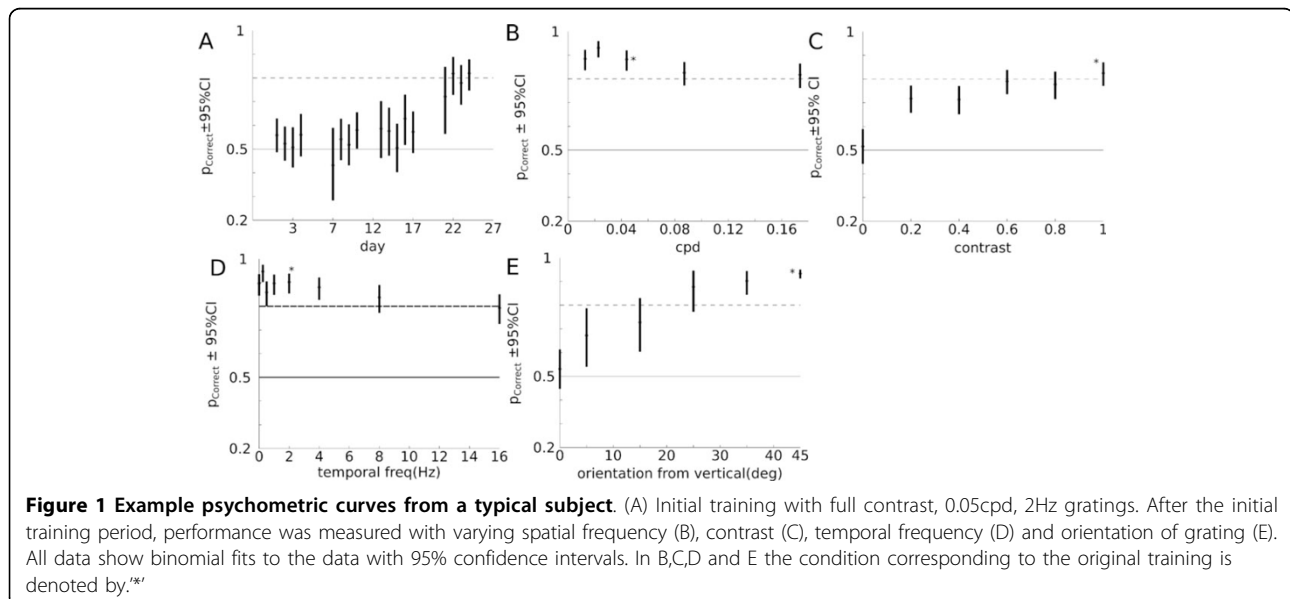 A
B
C
1
1
1
pCorrect±95%CI
pCorrect ± 95%CI
pCorrect±95% CI
*
*
0.5
0.5
0.5
0.2
0.2
0.2
3 7 12 17 22 27
0 0.04 0.08 0.12 0.16
0 0.2 0.4 0.6 0.8 1
day
cpd
contrast
D
E
1
1
pCorrect ± 95%CI
pCorrect ±95%CI
*
*
0.5
0.5
0.2
0.2
0 2 4 6 8 10 12 14 16
0 10 20 30 40 45
temporal freq(Hz)
orientation from vertical(deg)
Figure 1 Example psychometric curves from a typical subject. (A) Initial training with full contrast, 0.05cpd, 2Hz gratings. After the initial
training period, performance was measured with varying spatial frequency (B), contrast (C), temporal frequency (D) and orientation of grating (E).
All data show binomial fits to the data with 95% confidence intervals. In B,C,D and E the condition corresponding to the original training is
denoted by.'*'